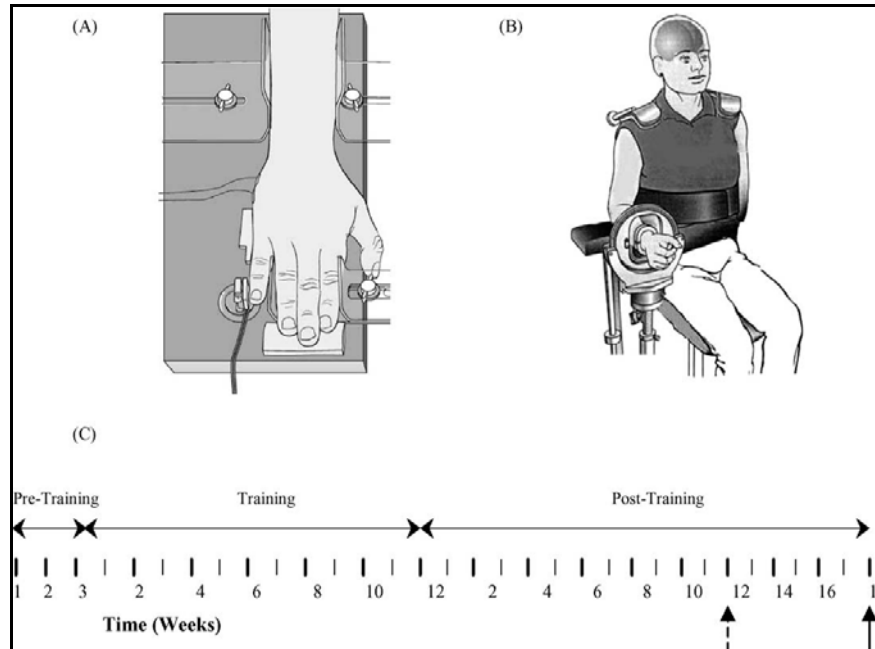 (A)
(B)
(C)
Pre-Training Training Post-Training
1 2 3 2 4 6 8 10 12 2 4 6 8 10 12 14 16 1
Time (Weeks)